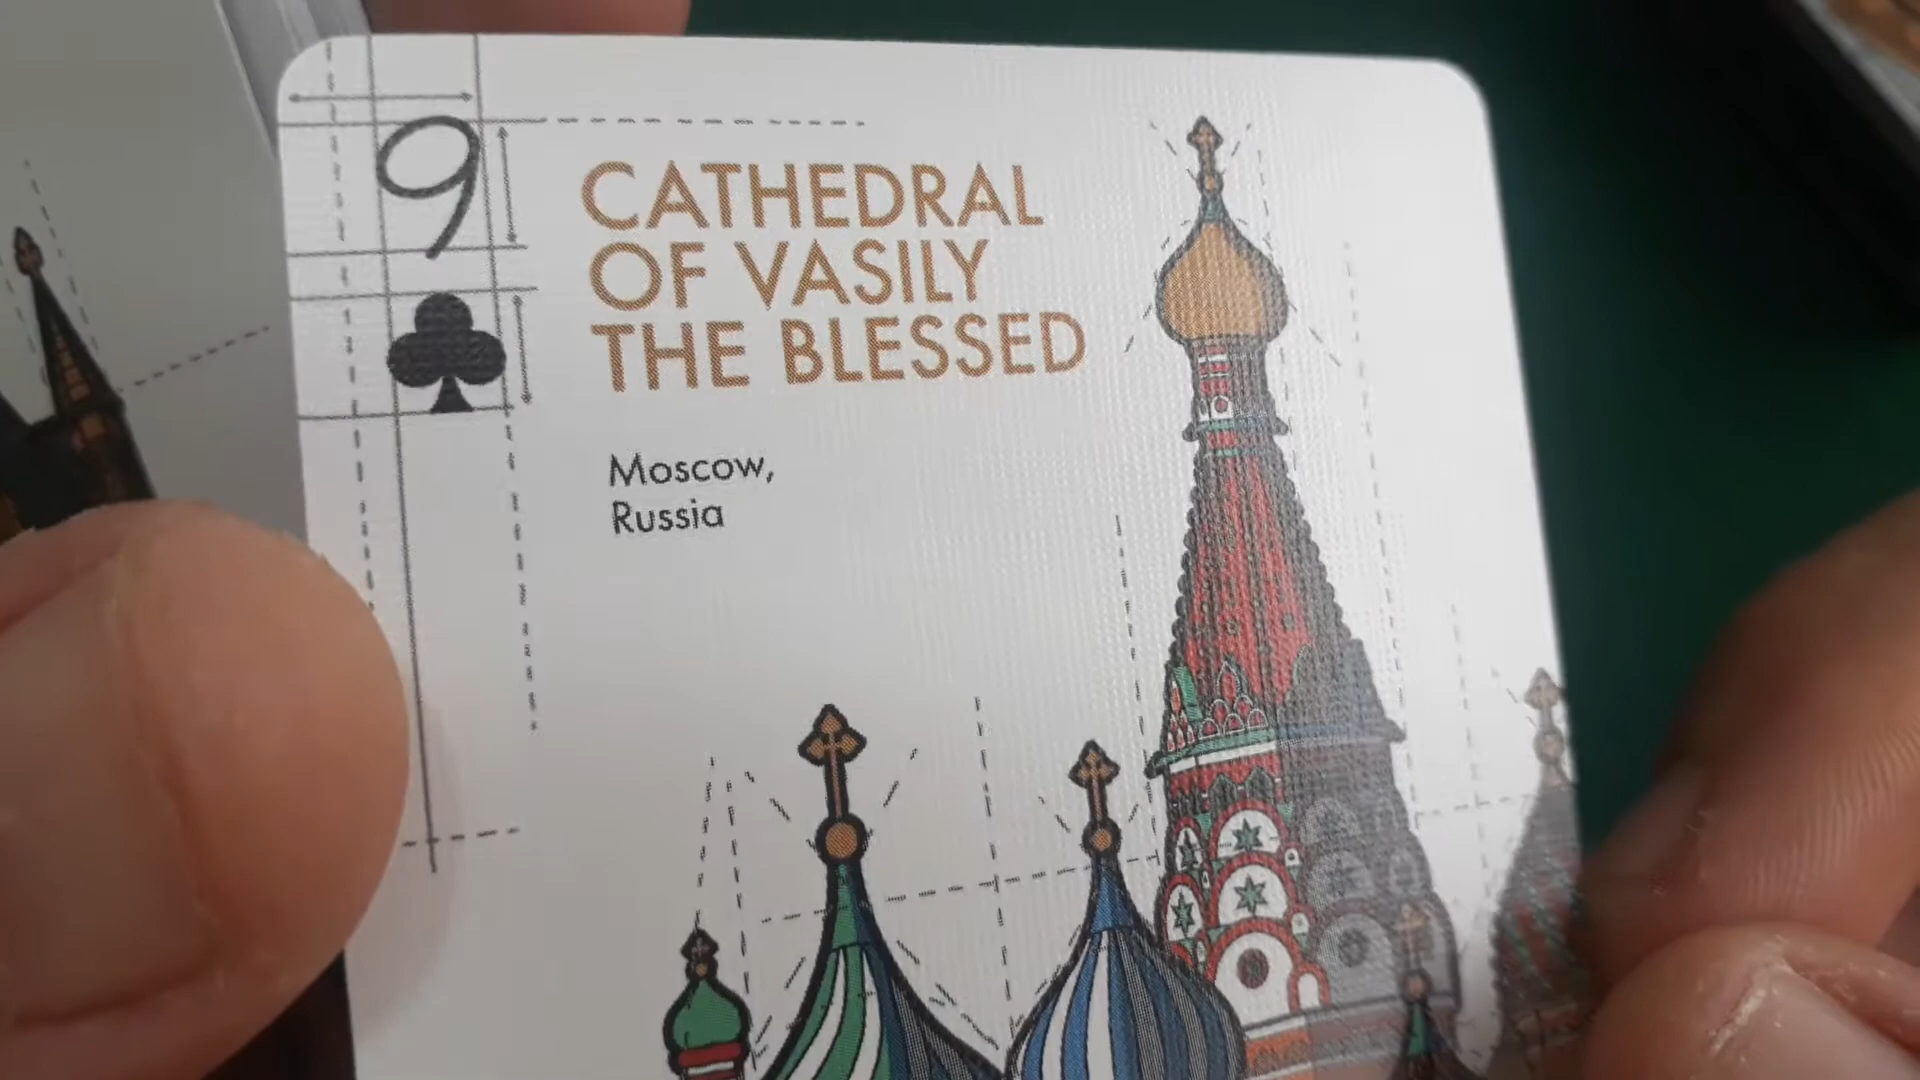 9
CATHEDRAL
OF VASILY
THE BLESSED
Moscow,
Russia